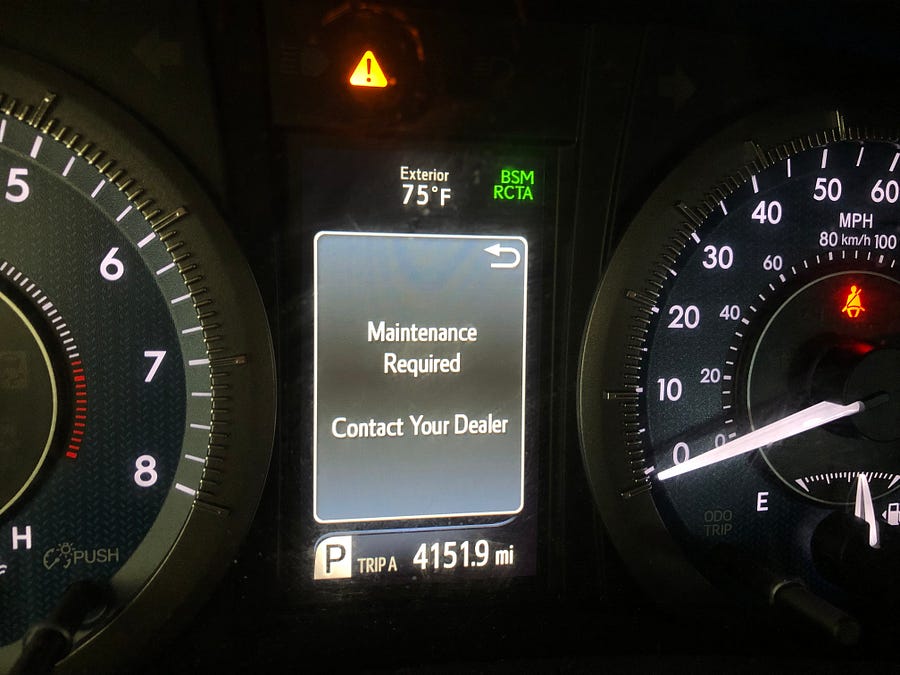 Exterior
75°F
BSM
RCTA
Maintenance
Required
Contact Your Dealer
P TRIP A 4151.9 mi
5
6
7
8
H
PUSH
0
10
20
30
40
50
60
MPH
80 km/h 100
60
40
20
0
E
ODO
TRIP